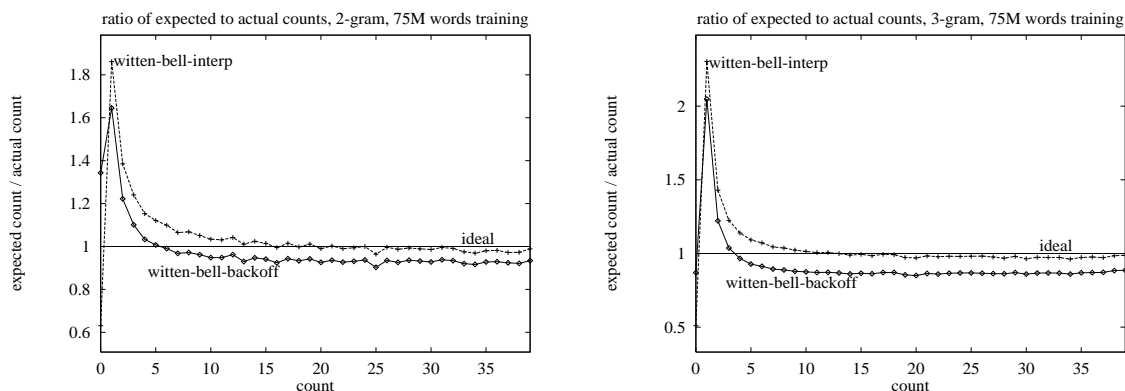 ratio of expected to actual counts, 2-gram, 75M words training
expected count / actual count
1.8
1.6
1.4
1.2
1
0.8
0.6
witten-bell-interp
ideal
witten-bell-backoff
0 5 10 15 20 25 30 35
count
ratio of expected to actual counts, 3-gram, 75M words training
expected count / actual count
2
1.5
1
0.5
witten-bell-interp
ideal
witten-bell-backoff
0 5 10 15 20 25 30 35
count